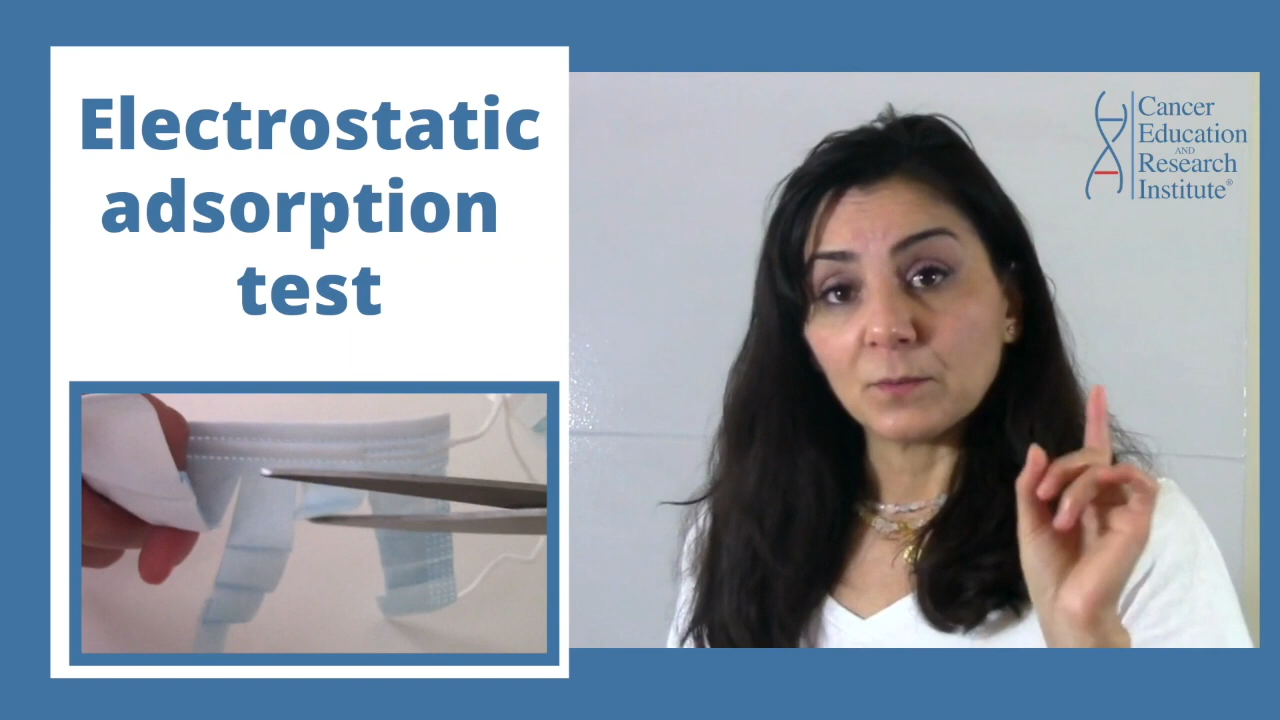 Electrostatic
adsorption
test
Cancer
Education
AND
Research
Institute®